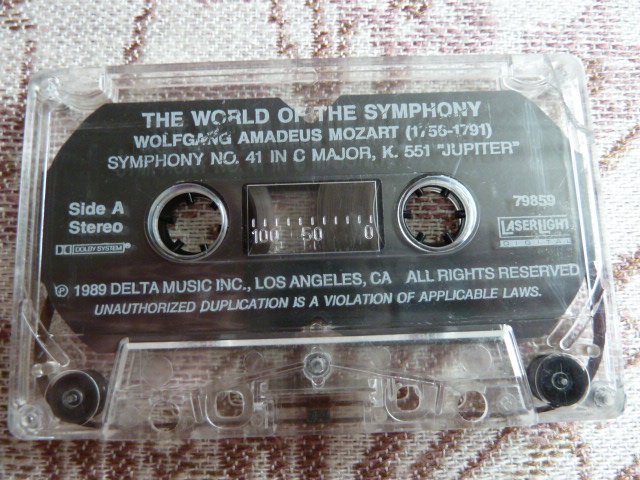 THE WORLD OF THE SYMPHONY
WOLFGANG AMADEUS MOZART (1756-1791)
SYMPHONY NO. 41 IN C MAJOR, K. 551 "JUPITER"
Side A
Stereo
DOLBY SYSTEM
100 50 0
79859
LASERLIGHT
DIGITAL
℗ 1989 DELTA MUSIC INC., LOS ANGELES, CA ALL RIGHTS RESERVED
UNAUTHORIZED DUPLICATION IS A VIOLATION OF APPLICABLE LAWS.